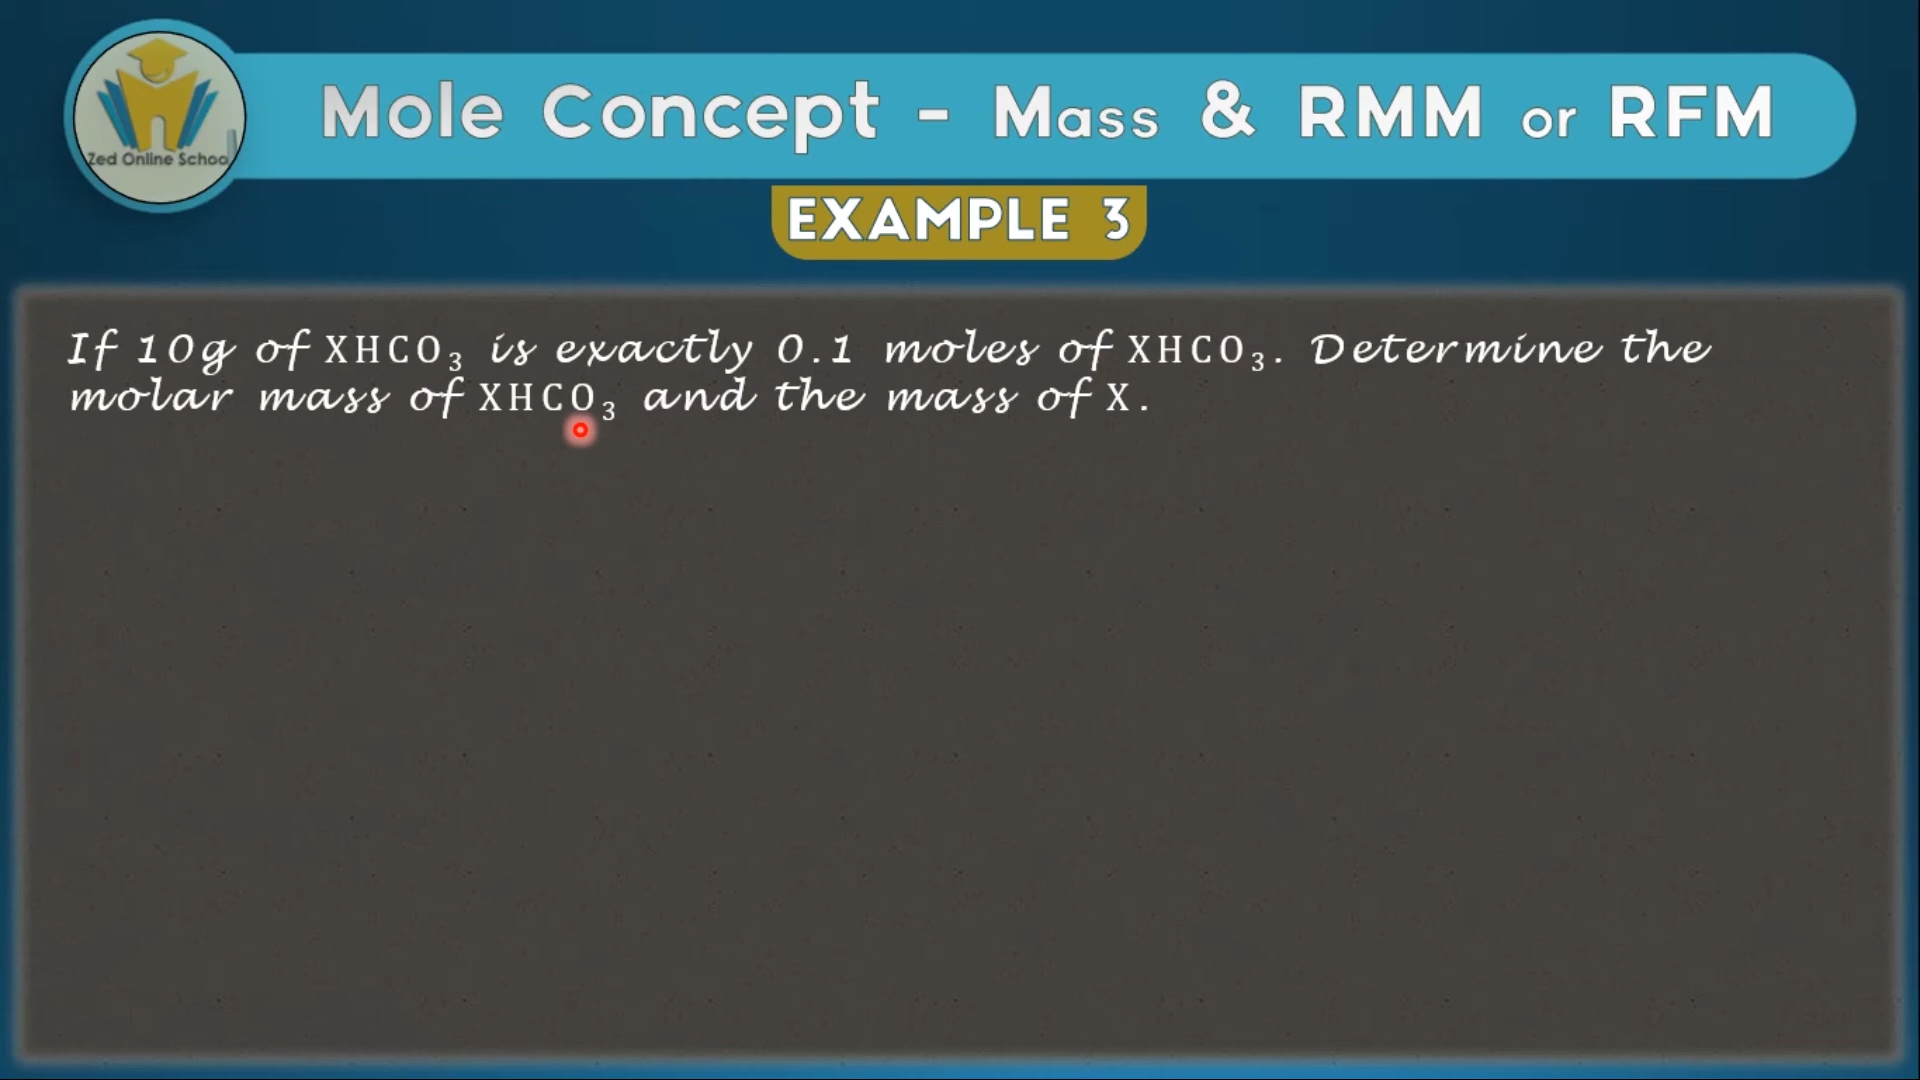 Zed Online School
Mole Concept - Mass & RMM or RFM
EXAMPLE 3
If 10g of XHCO₃ is exactly 0.1 moles of XHCO₃. Determine the
molar mass of XHCO₃ and the mass of X.